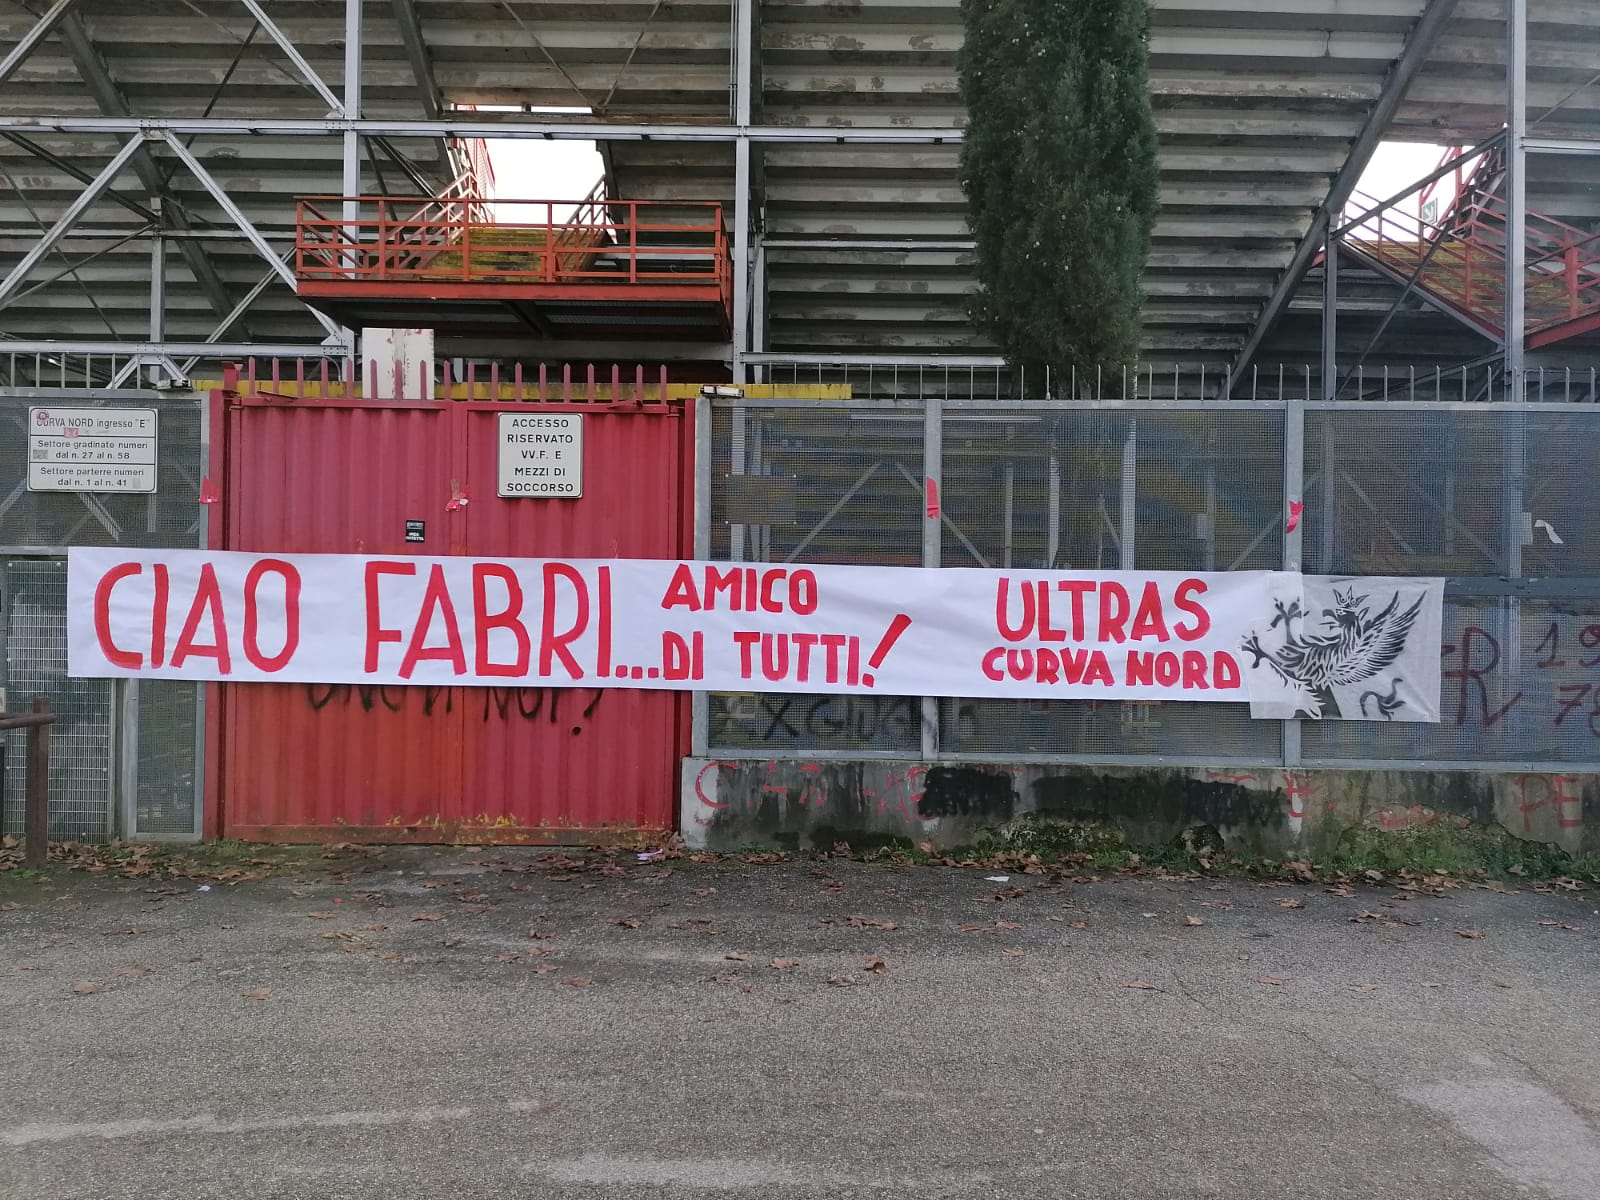 CURVA NORD ingresso "E"
Settore gradinate numeri
dal n. 27 al n. 58
Settore parterre numeri
dal n. 1 al n. 41
ACCESSO
RISERVATO
VV.F. E
MEZZI DI
SOCCORSO
CIAO FABRI... AMICO
DI TUTTI!
ULTRAS
CURVA NORD